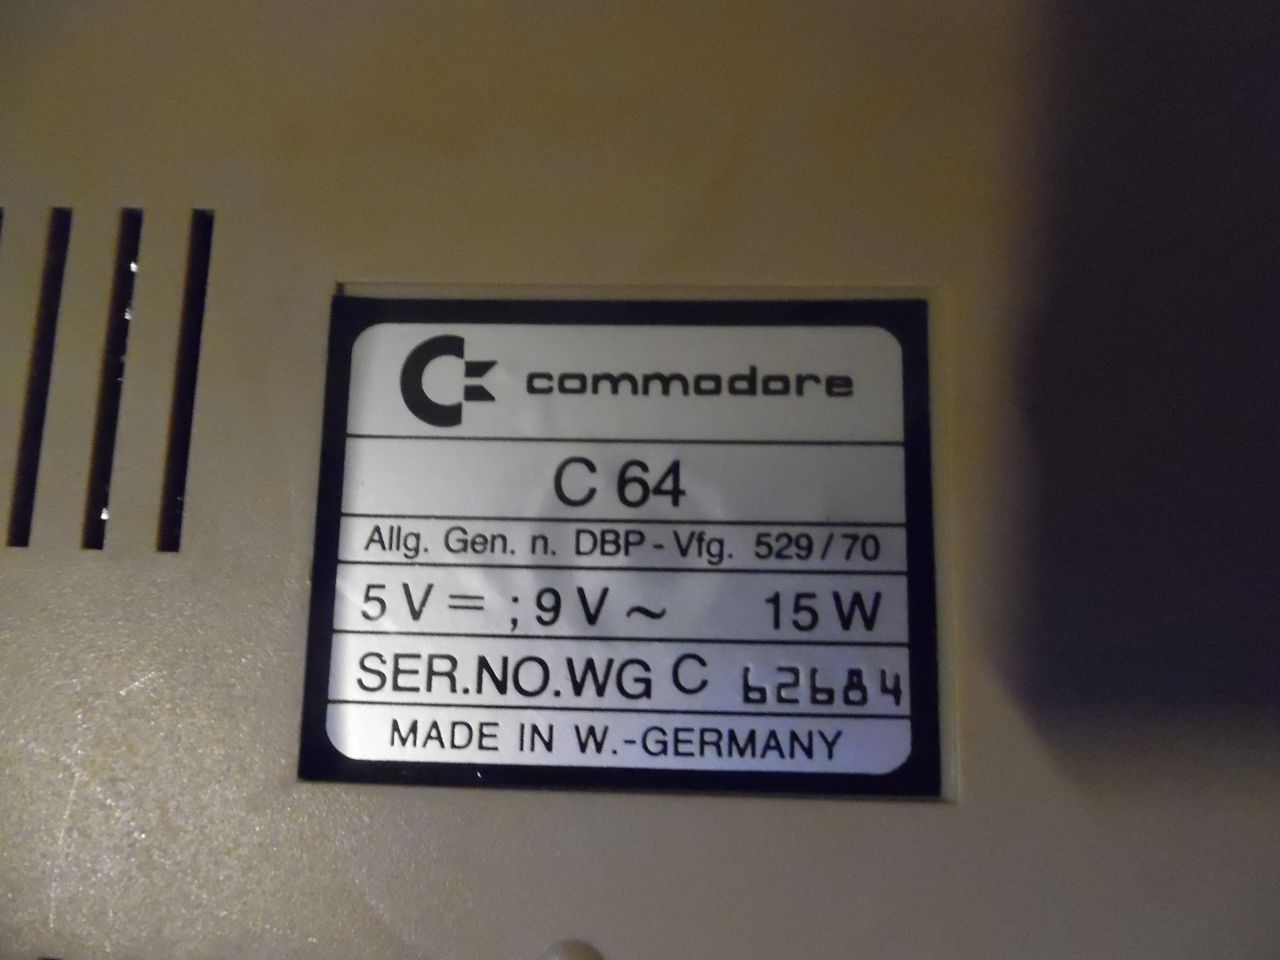 commodore
C 64
Allg. Gen. n. DBP - Vfg. 529 / 70
5 V = ; 9 V ~ 15 W
SER.NO.WG C 62684
MADE IN W.-GERMANY